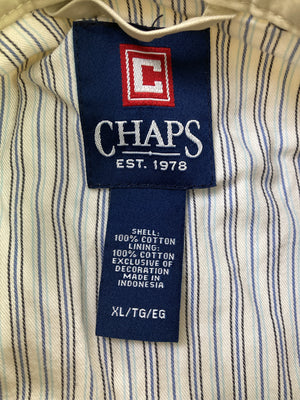 C
CHAPS
EST. 1978
SHELL:
100% COTTON
LINING:
100% COTTON
EXCLUSIVE OF
DECORATION
MADE IN
INDONESIA
XL/TG/EG